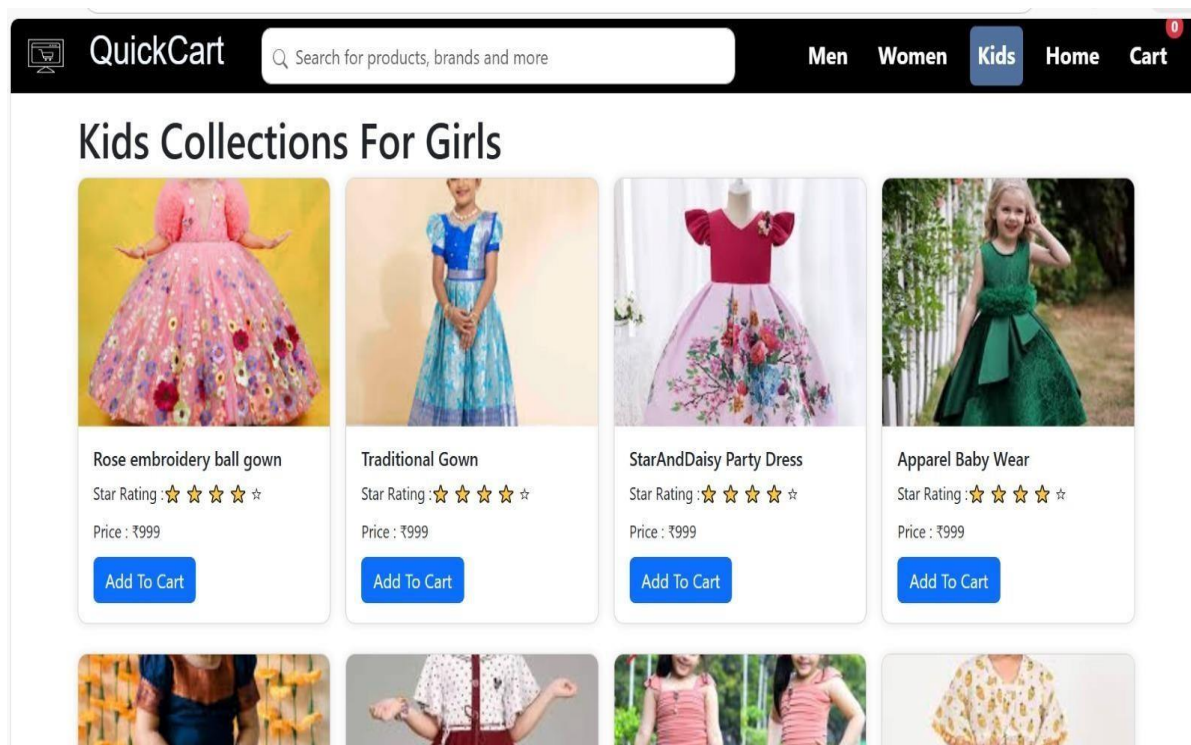 QuickCart
Search for products, brands and more
Men
Women
Kids
Home
Cart
0
Kids Collections For Girls
Rose embroidery ball gown
Star Rating :⭐ ⭐ ⭐ ⭐ ☆
Price : ₹999
Add To Cart
Traditional Gown
Star Rating :⭐ ⭐ ⭐ ⭐ ☆
Price : ₹999
Add To Cart
StarAndDaisy Party Dress
Star Rating :⭐ ⭐ ⭐ ⭐ ☆
Price : ₹999
Add To Cart
Apparel Baby Wear
Star Rating :⭐ ⭐ ⭐ ⭐ ☆
Price : ₹999
Add To Cart